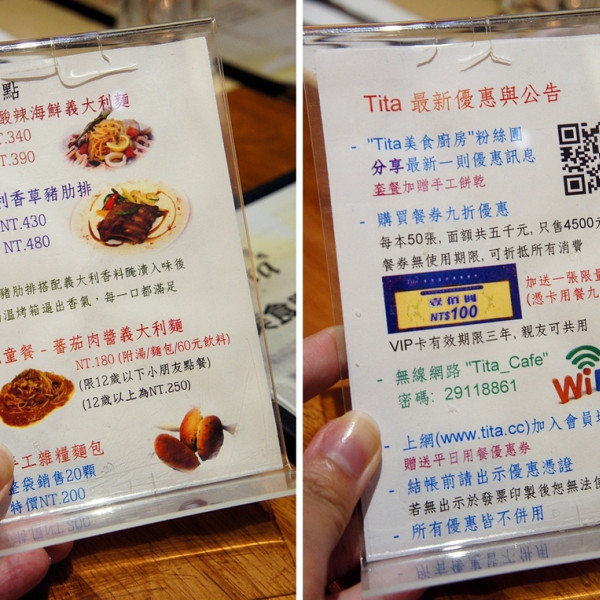 點
酸辣海鮮義大利麵
NT.340
NT.390
利香草豬肋排
NT.430
NT.480
豬肋排搭配義大利香料醃漬入味後
溫烤箱逼出香氣，每一口都滿足
童餐 - 蕃茄肉醬義大利麵
NT.180 (附湯/麵包/60元飲料)
(限12歲以下小朋友點餐)
(12歲以上為NT.250)
手工雜糧麵包
整袋銷售20顆
特價NT.200
Tita 最新優惠與公告
- "Tita美食廚房"粉絲團
分享最新一則優惠訊息
套餐加贈手工餅乾
- 購買餐券九折優惠
每本50張, 面額共五千元, 只售4500元
餐券無使用期限, 可折抵所有消費
壹佰圓
NT$100
加送一張限量
(憑卡用餐九
VIP卡有效期限三年, 親友可共用
- 無線網路 "Tita_Cafe"
密碼: 29118861
WiFi
- 上網(www.tita.cc)加入會員
贈送平日用餐優惠券
- 結帳前請出示優惠憑證
若無出示於發票印製後恕無法使
- 所有優惠皆不併用